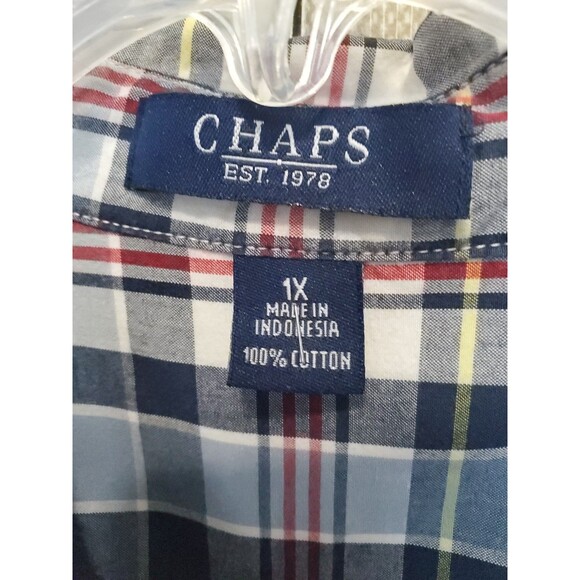 CHAPS
EST. 1978
1X
MADE IN
INDONESIA
100% COTTON